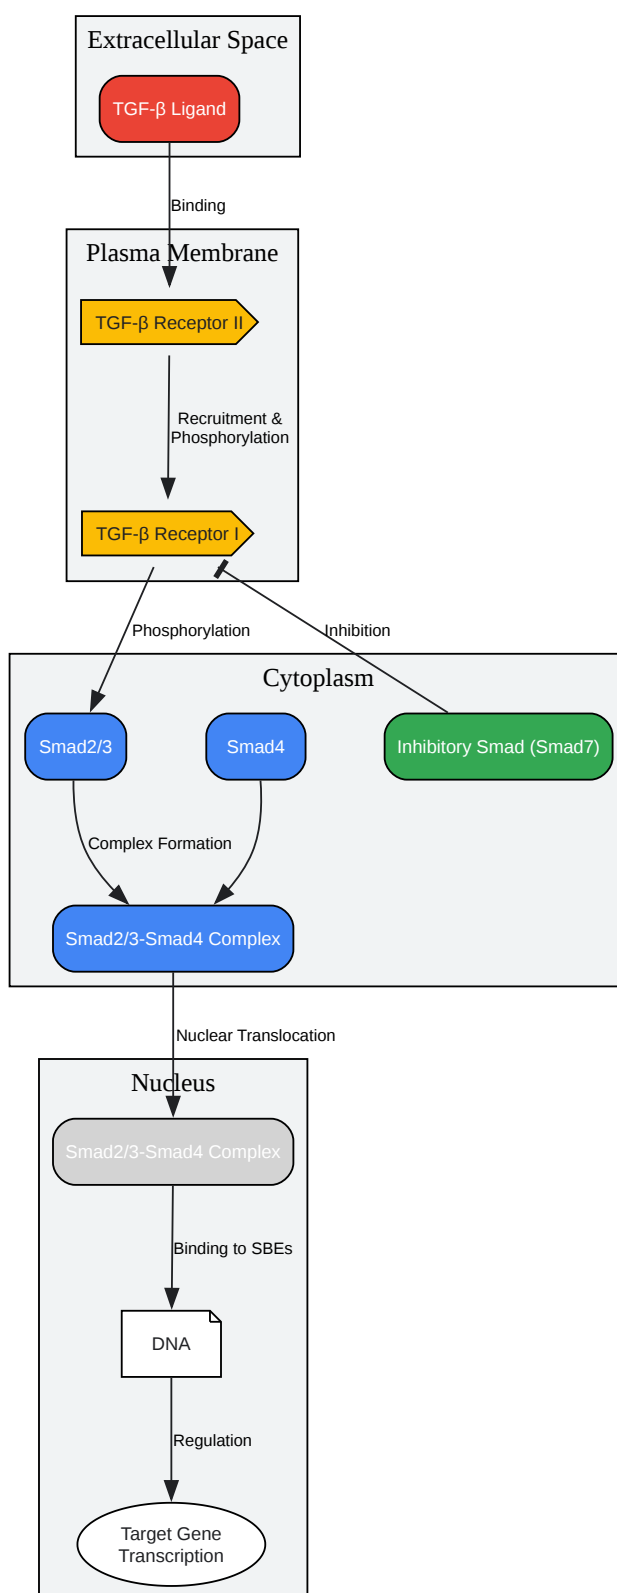 Extracellular Space
TGF-β Ligand
Binding
Plasma Membrane
TGF-β Receptor II
Recruitment &
Phosphorylation
TGF-β Receptor I
Phosphorylation
Inhibition
Cytoplasm
Smad2/3
Smad4
Inhibitory Smad (Smad7)
Complex Formation
Smad2/3-Smad4 Complex
Nuclear Translocation
Nucleus
Smad2/3-Smad4 Complex
Binding to SBEs
DNA
Regulation
Target Gene
Transcription